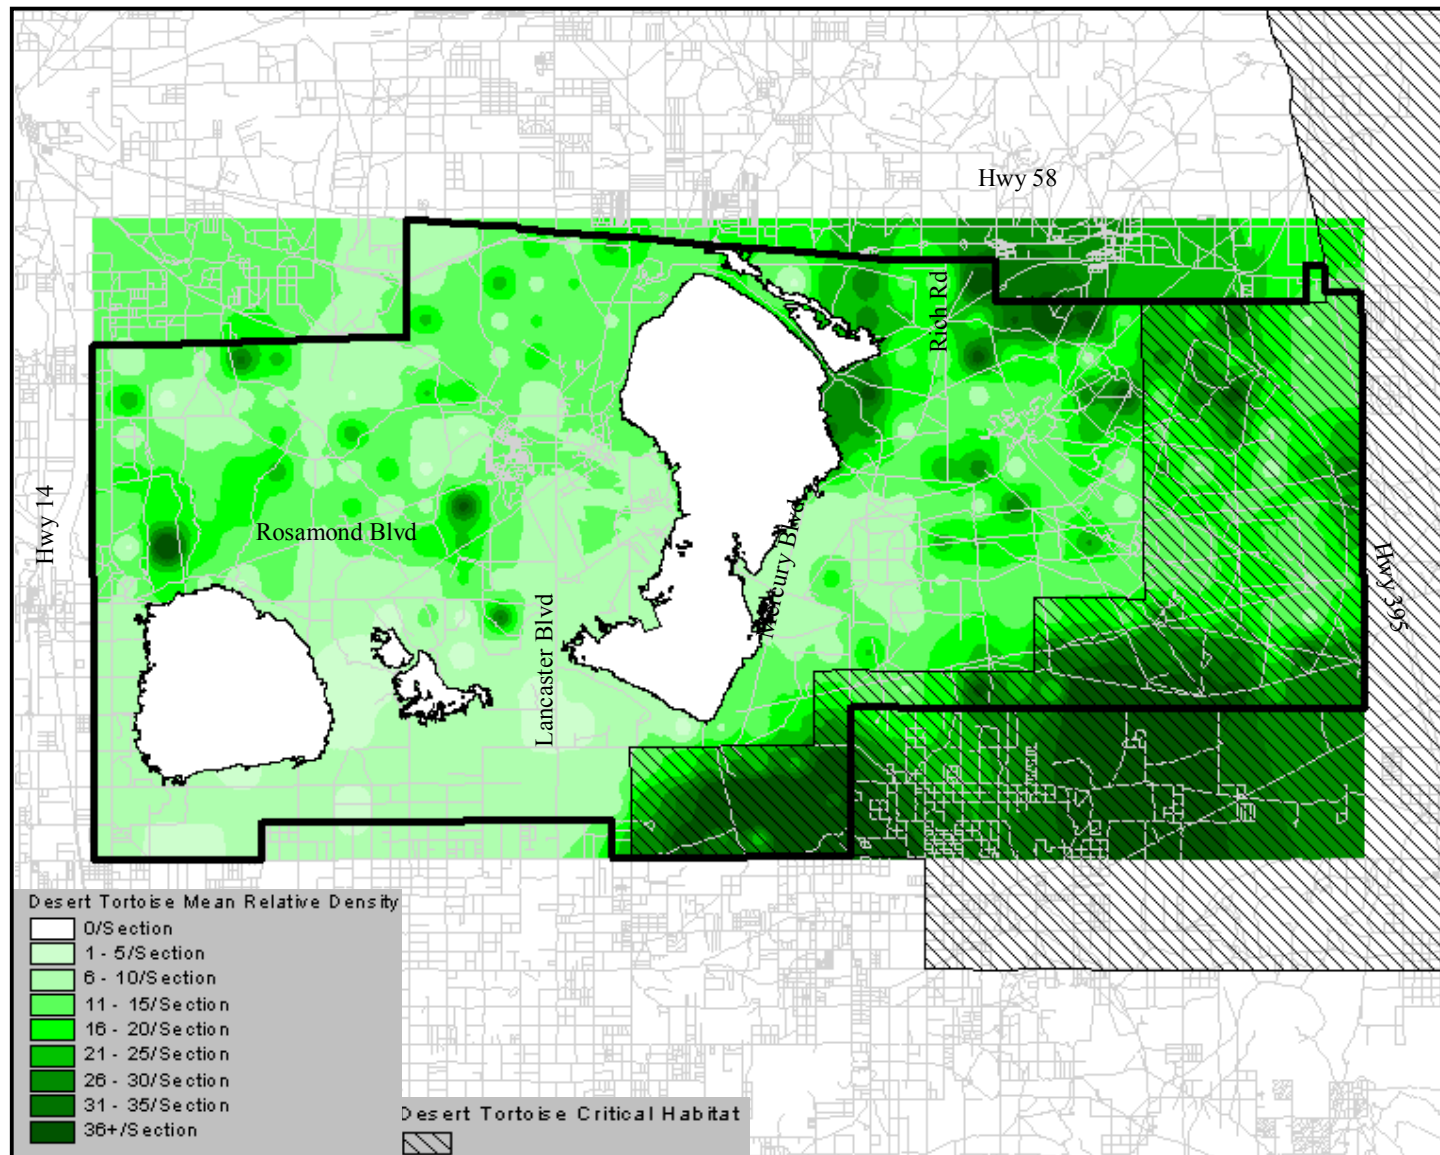 Hwy 58
Rich Rd
Hwy 14
Rosamond Blvd
Mercury Blvd
Hwy 395
Lancaster Blvd
Desert Tortoise Mean Relative Density
0/Section
1 - 5/Section
6 - 10/Section
11 - 15/Section
16 - 20/Section
21 - 25/Section
26 - 30/Section
31 - 35/Section
36+/Section
Desert Tortoise Critical Habitat